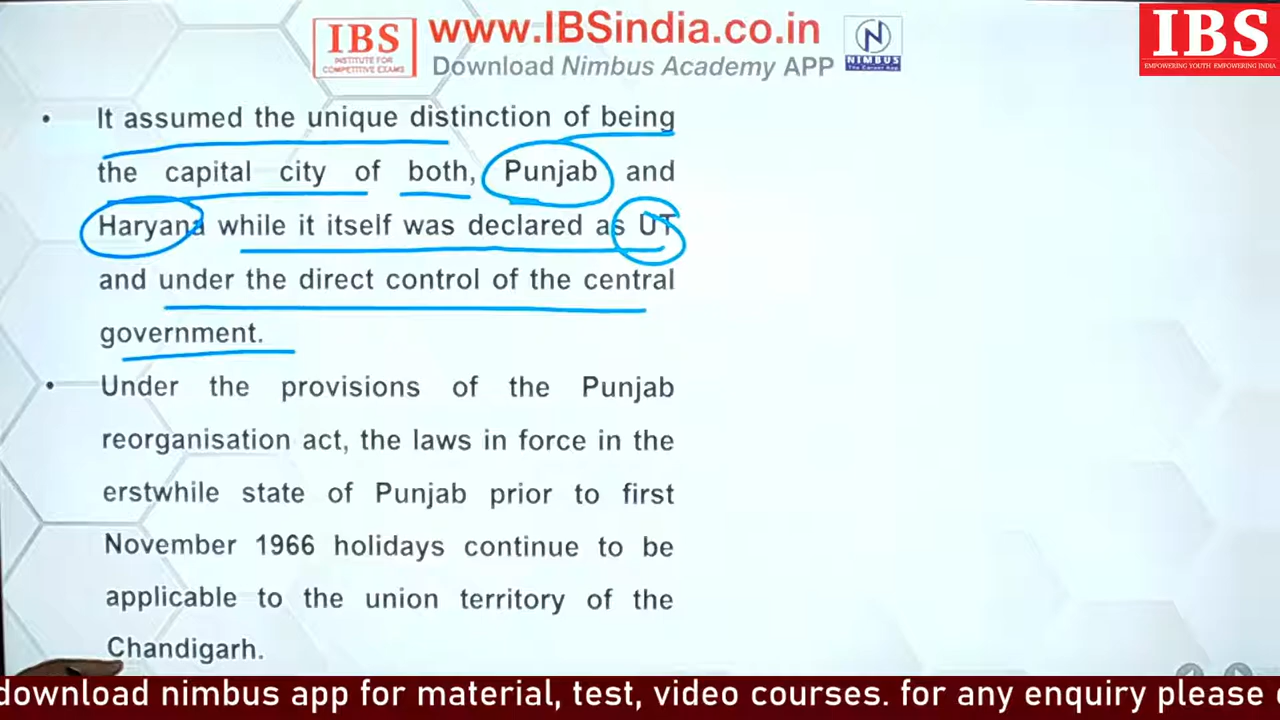 IBS
INSTITUTE FOR
COMPETITIVE EXAMS
www.IBSindia.co.in
Download Nimbus Academy APP
N
NIMBUS
The Career App
IBS
EMPOWERING YOUTH EMPOWERING INDIA
• It assumed the unique distinction of being
the capital city of both, Punjab and
Haryana while it itself was declared as UT
and under the direct control of the central
government.
• Under the provisions of the Punjab
reorganisation act, the laws in force in the
erstwhile state of Punjab prior to first
November 1966 holidays continue to be
applicable to the union territory of the
Chandigarh.
download nimbus app for material, test, video courses. for any enquiry please